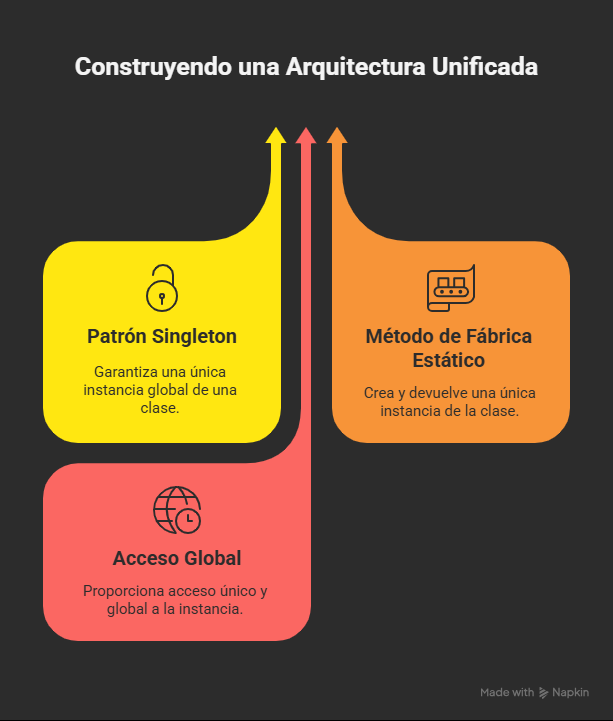 Construyendo una Arquitectura Unificada
Patrón Singleton
Garantiza una única
instancia global de una
clase.
Método de Fábrica
Estático
Crea y devuelve una única
instancia de la clase.
Acceso Global
Proporciona acceso único y
global a la instancia.
Made with Napkin